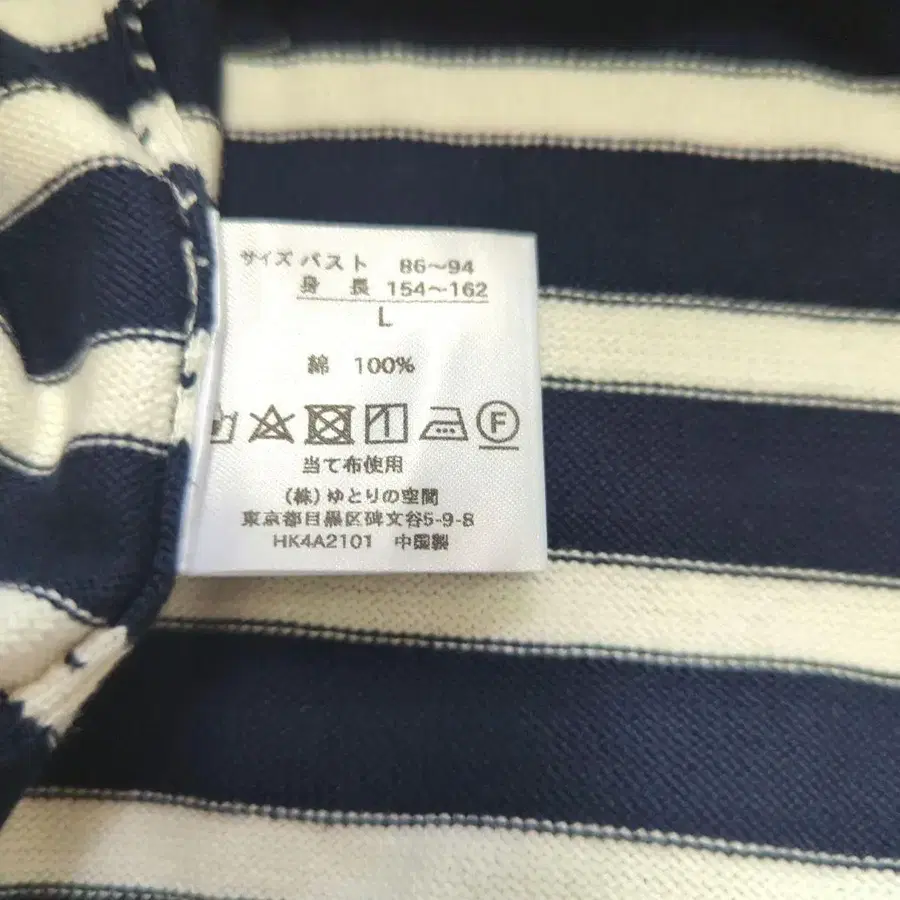 サイズ バスト 86～94
身 長 154～162
L
綿 100%
F
当て布使用
(株)ゆとりの空間
東京都目黒区碑文谷5-9-8
HK4A2101 中国製